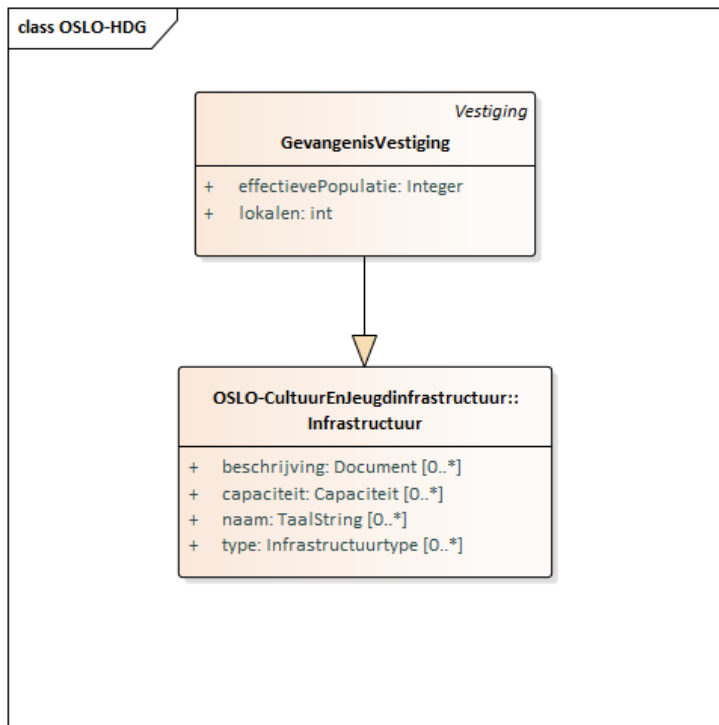 class OSLO-HDG
Vestiging
GevangenisVestiging
+ effectievePopulatie: Integer
+ lokalen: int
OSLO-CultuurEnJeugdinfrastructuur::
Infrastructuur
+ beschrijving: Document [0..*]
+ capaciteit: Capaciteit [0..*]
+ naam: TaalString [0..*]
+ type: Infrastructuurtype [0..*]